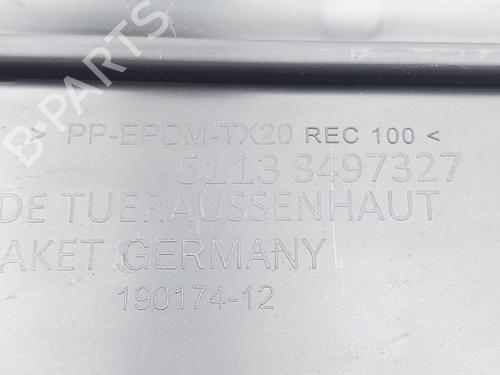 B-PARTS
> PP-EPDM-TX20 REC 100 <
5113 8497327
DE TUERAUSSENHAUT
AKET GERMANY
190174-12